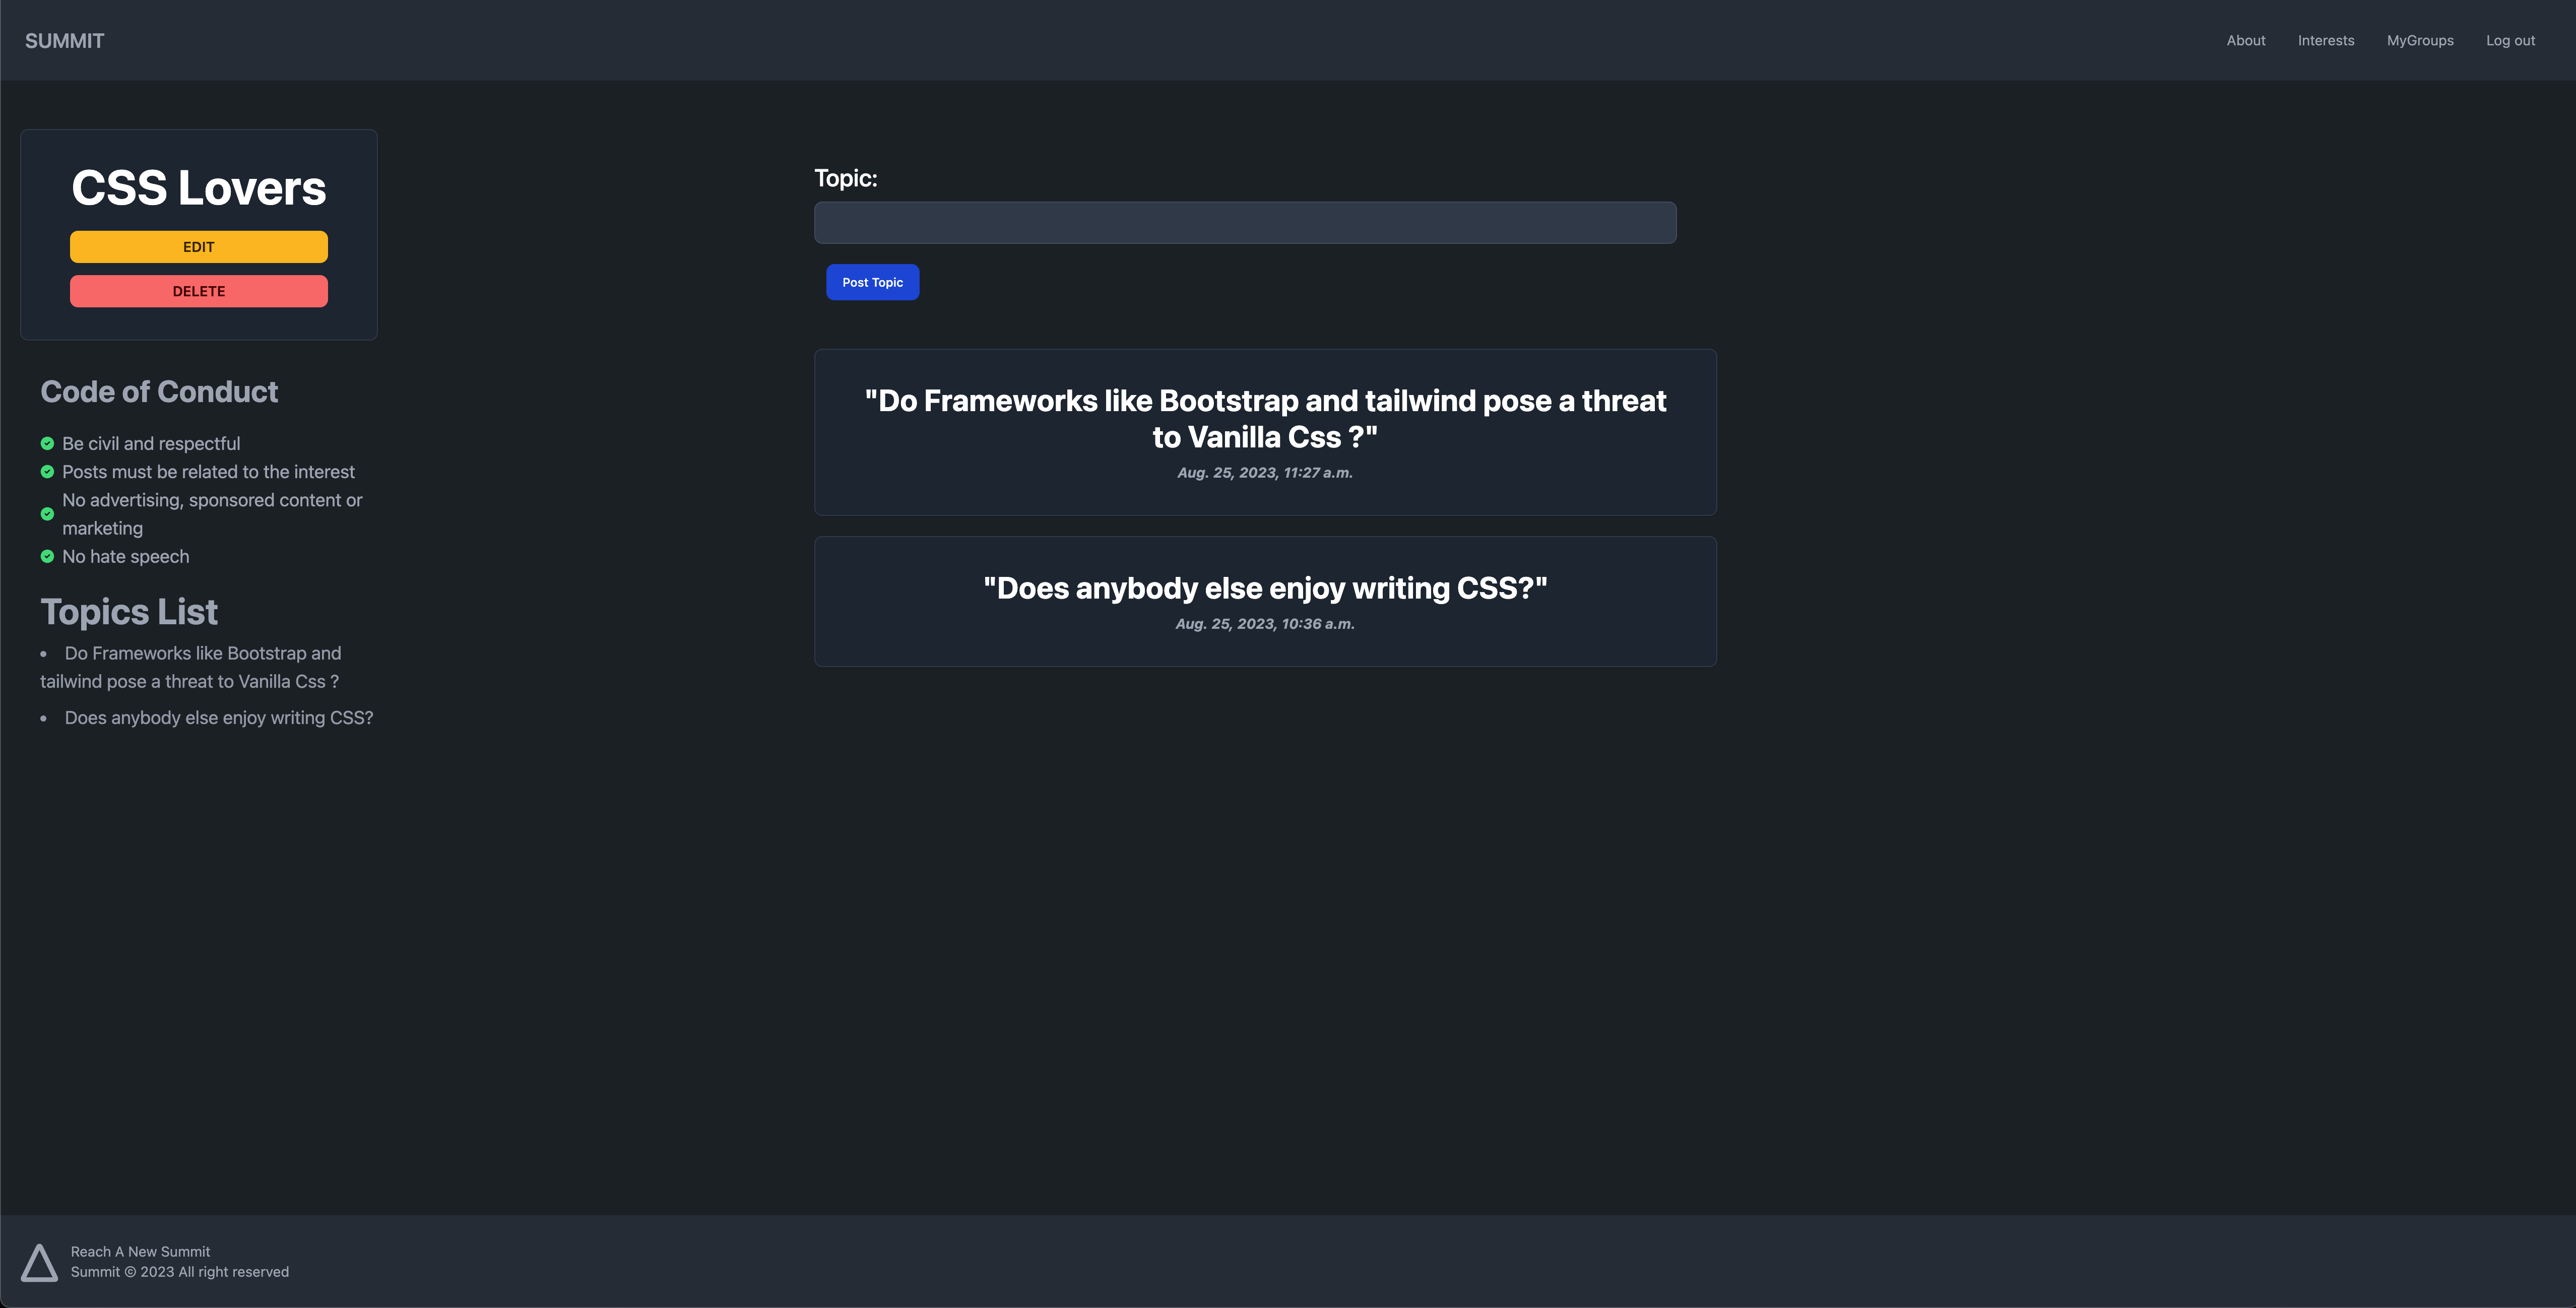 SUMMIT
About
Interests
MyGroups
Log out
CSS Lovers
EDIT
DELETE
Code of Conduct
Be civil and respectful
Posts must be related to the interest
No advertising, sponsored content or
marketing
No hate speech
Topics List
Do Frameworks like Bootstrap and
tailwind pose a threat to Vanilla Css ?
Does anybody else enjoy writing CSS?
Topic:
Post Topic
"Do Frameworks like Bootstrap and tailwind pose a threat
to Vanilla Css ?"
Aug. 25, 2023, 11:27 a.m.
"Does anybody else enjoy writing CSS?"
Aug. 25, 2023, 10:36 a.m.
Reach A New Summit
Summit © 2023 All right reserved